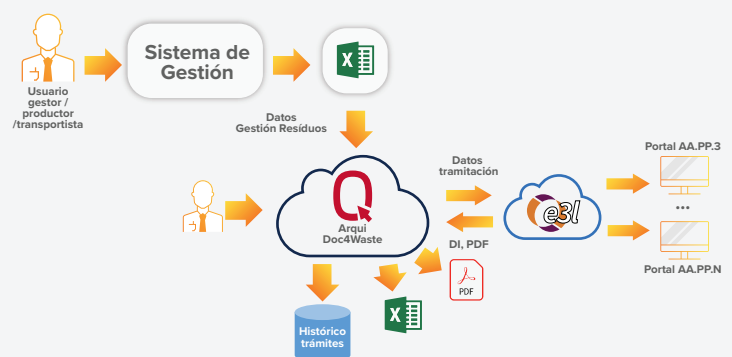 Sistema de
Gestión
Usuario
gestor /
productor
/transportista
Datos
Gestión Resíduos
Portal AA.PP.3
Datos
tramitación
Arqui
Doc4Waste
e3l
...
DI, PDF
PDF
Portal AA.PP.N
Histórico
trámites